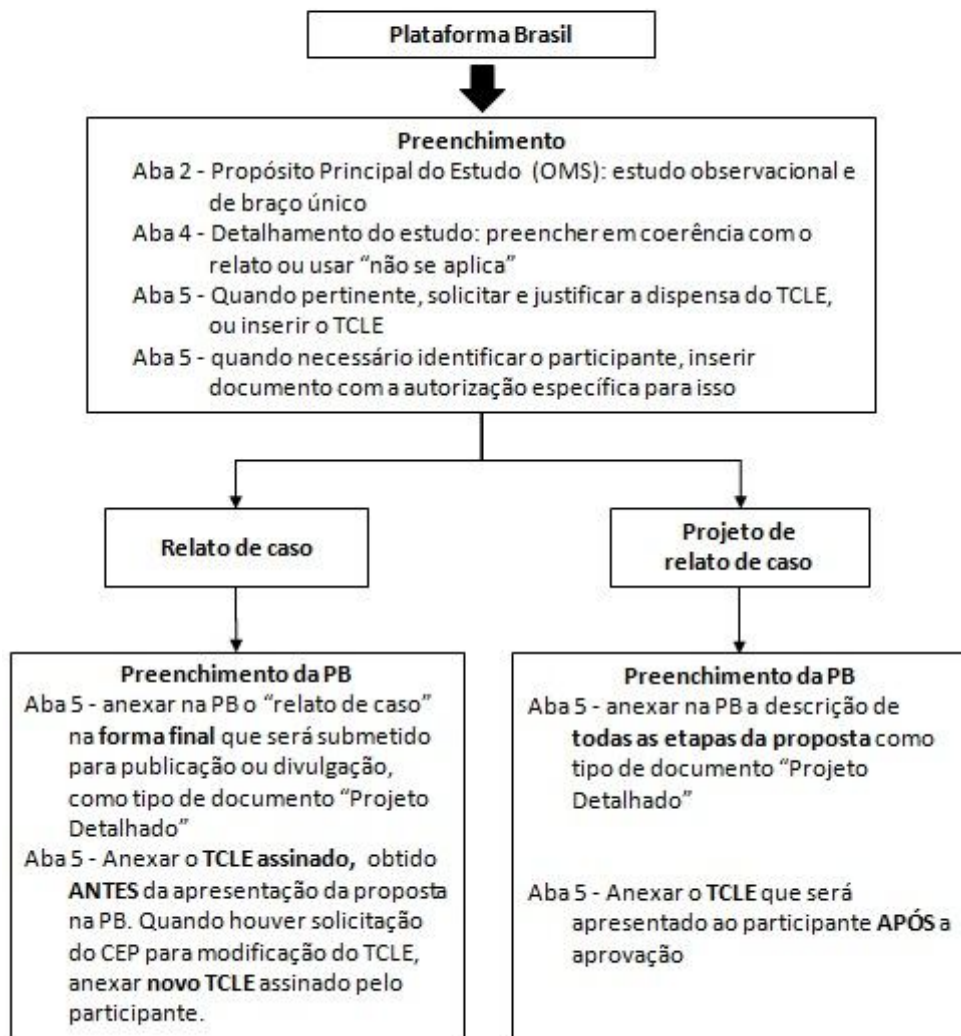 Plataforma Brasil
Preenchimento
Aba 2 - Propósito Principal do Estudo (OMS): estudo observacional e
de braço único
Aba 4 - Detalhamento do estudo: preencher em coerência com o
relato ou usar “não se aplica”
Aba 5 - Quando pertinente, solicitar e justificar a dispensa do TCLE,
ou inserir o TCLE
Aba 5 - quando necessário identificar o participante, inserir
documento com a autorização específica para isso
Relato de caso
Projeto de
relato de caso
Preenchimento da PB
Aba 5 - anexar na PB o “relato de caso”
na forma final que será submetido
para publicação ou divulgação,
como tipo de documento “Projeto
Detalhado”
Aba 5 - Anexar o TCLE assinado, obtido
ANTES da apresentação da proposta
na PB. Quando houver solicitação
do CEP para modificação do TCLE,
anexar novo TCLE assinado pelo
participante.
Preenchimento da PB
Aba 5 - anexar na PB a descrição de
todas as etapas da proposta como
tipo de documento “Projeto
Detalhado”
Aba 5 - Anexar o TCLE que será
apresentado ao participante APÓS a
aprovação